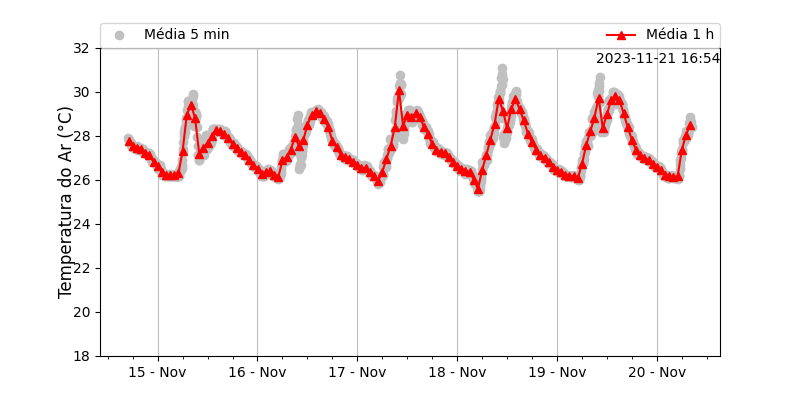 Média 5 min
Média 1 h
2023-11-21 16:54
Temperatura do Ar (°C)
32
30
28
26
24
22
20
18
15 - Nov
16 - Nov
17 - Nov
18 - Nov
19 - Nov
20 - Nov